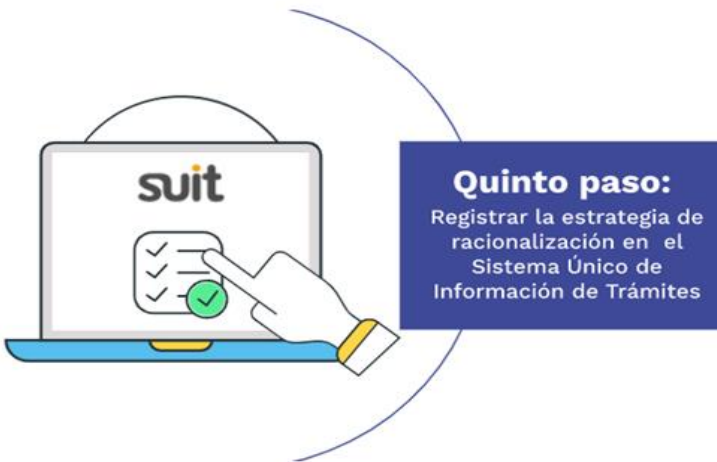 suit
Quinto paso:
Registrar la estrategia de
racionalización en el
Sistema Único de
Información de Trámites